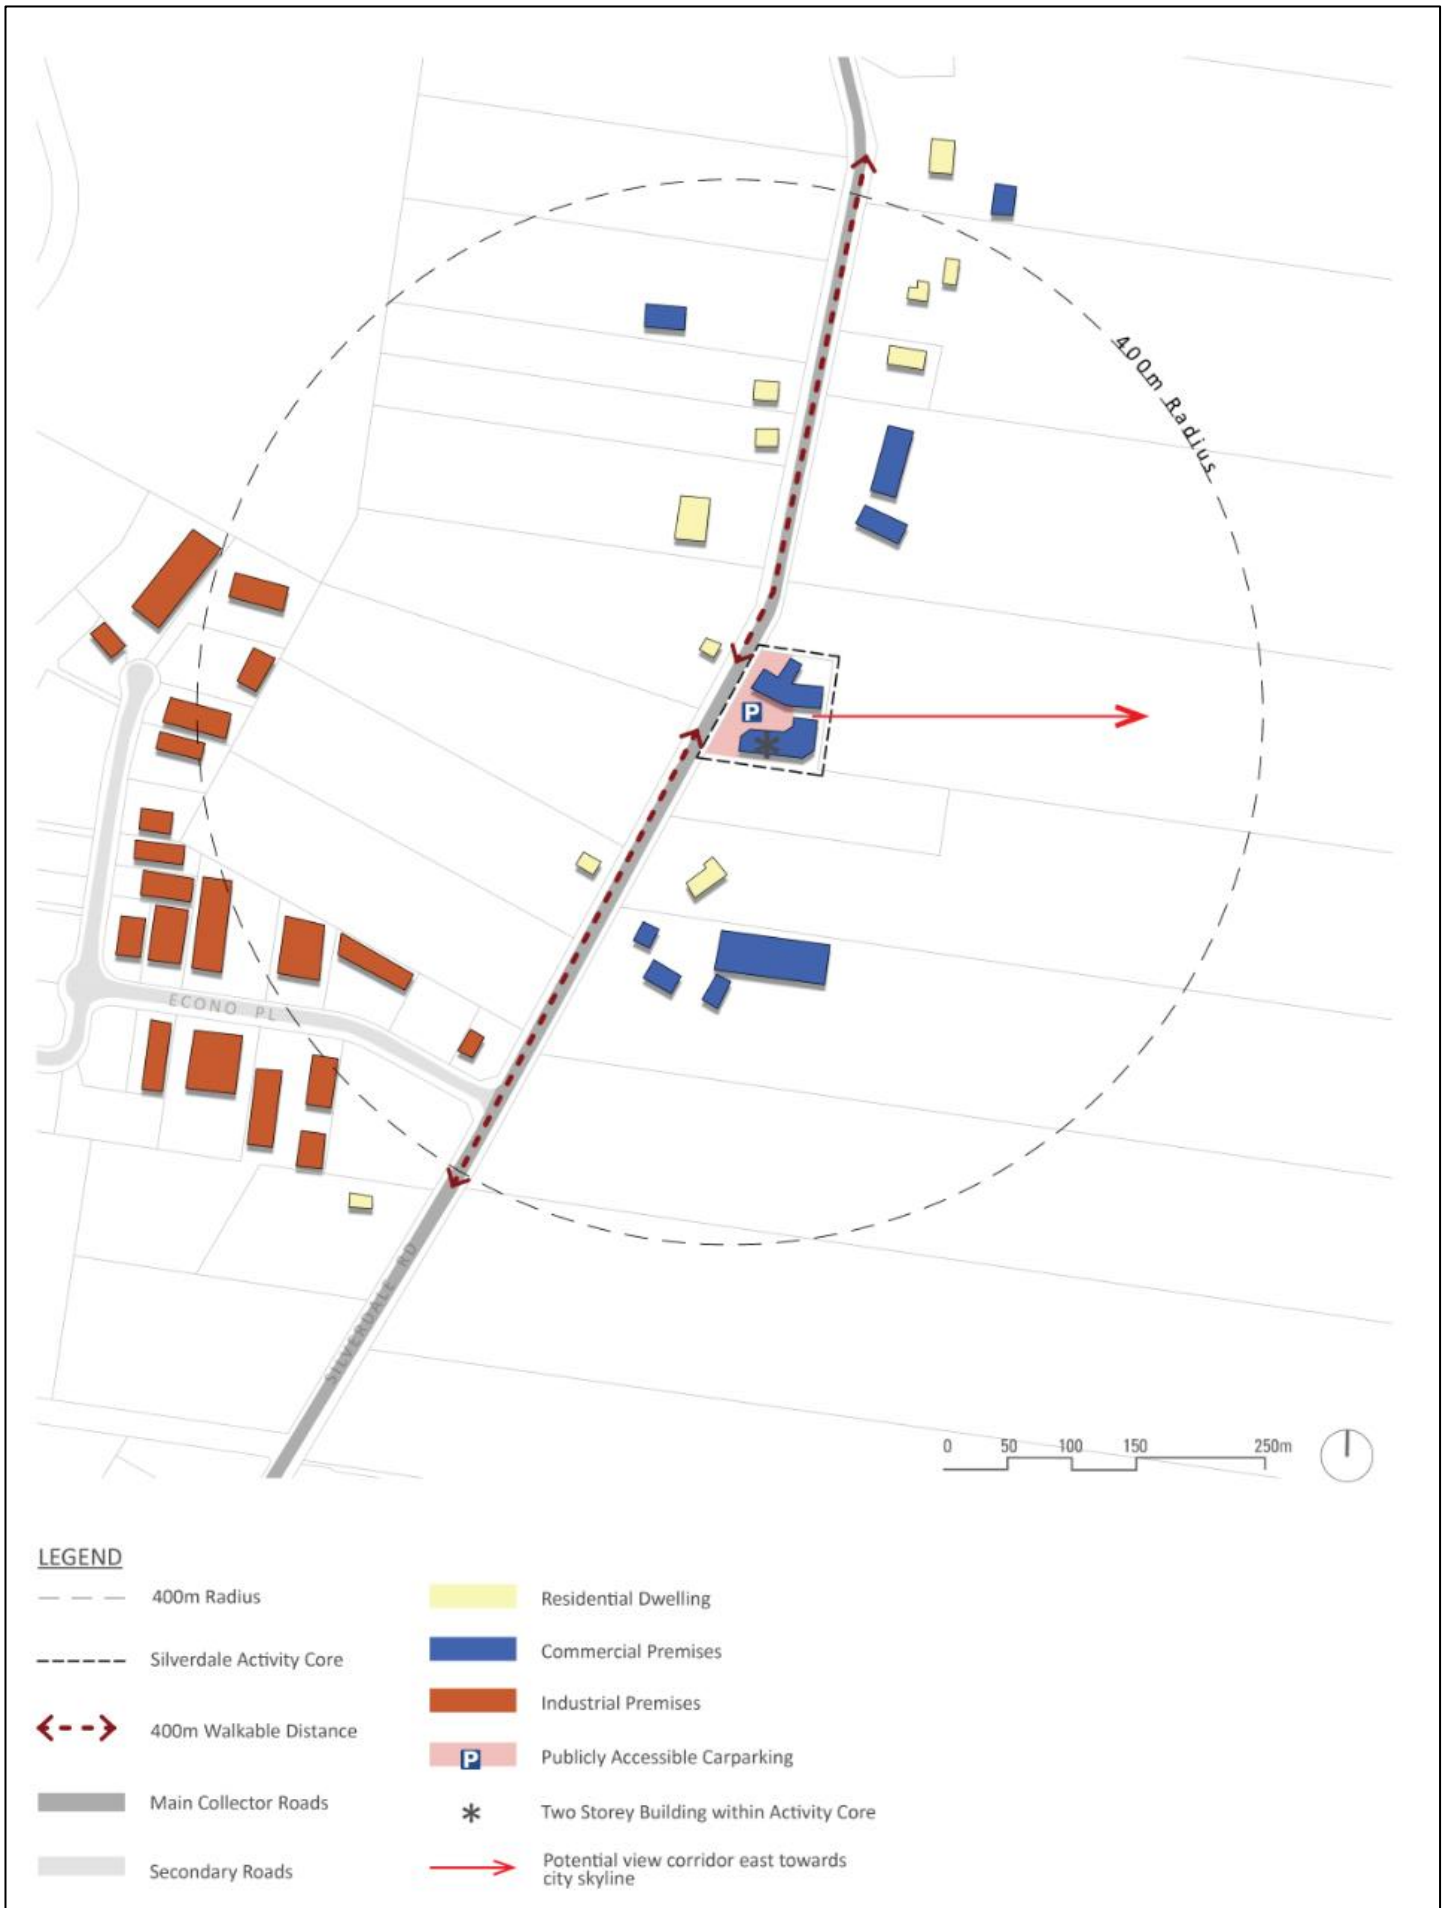 400m Radius
P
ECONO PL
SILVERDALE RD
0 50 100 150 250m
LEGEND
400m Radius
Silverdale Activity Core
400m Walkable Distance
Main Collector Roads
Secondary Roads
Residential Dwelling
Commercial Premises
Industrial Premises
P Publicly Accessible Carparking
Two Storey Building within Activity Core
Potential view corridor east towards
city skyline